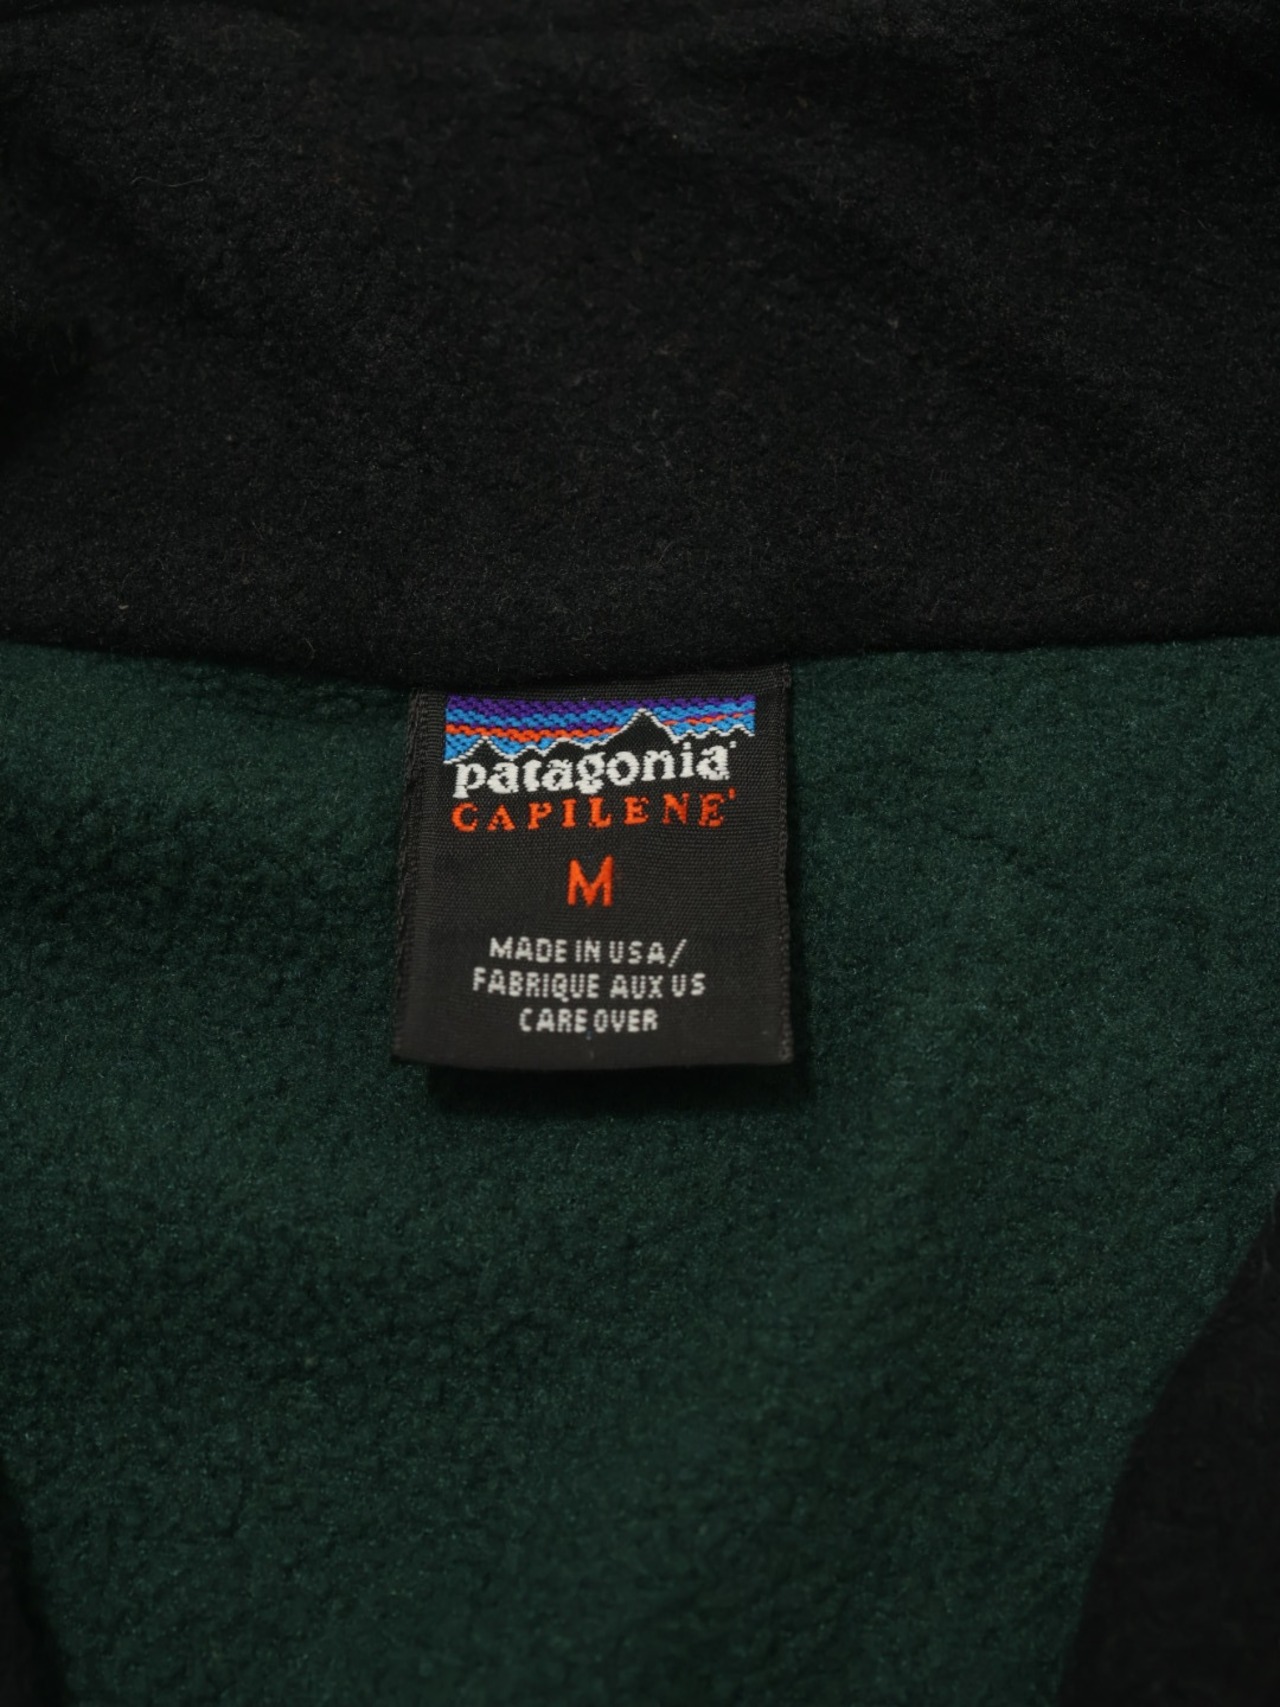 patagonia®
CAPILENE®
M
MADE IN USA/
FABRIQUE AUX US
CARE OVER